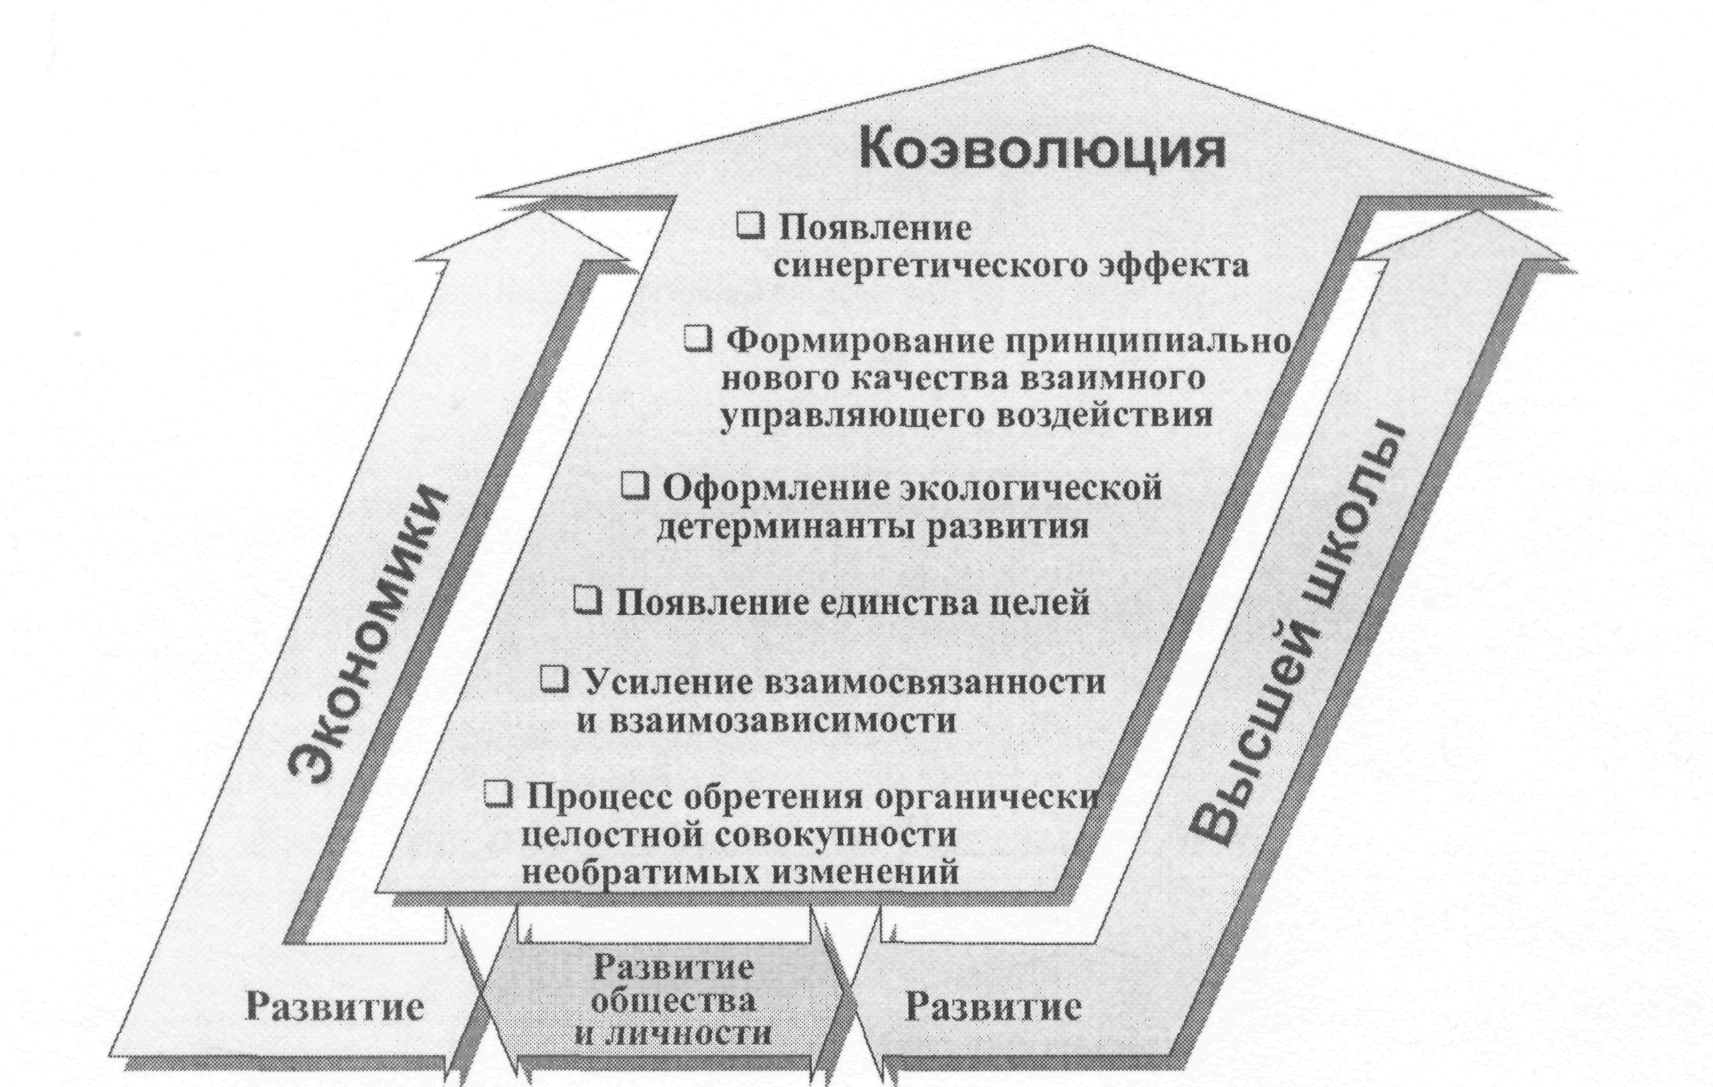 Коэволюция
❑ Появление
синергетического эффекта
❑ Формирование принципиально
нового качества взаимного
управляющего воздействия
❑ Оформление экологической
детерминанты развития
❑ Появление единства целей
❑ Усиление взаимосвязанности
и взаимозависимости
❑ Процесс обретения органически
целостной совокупности
необратимых изменений
Экономики
Высшей школы
Развитие
Развитие
общества
и личности
Развитие